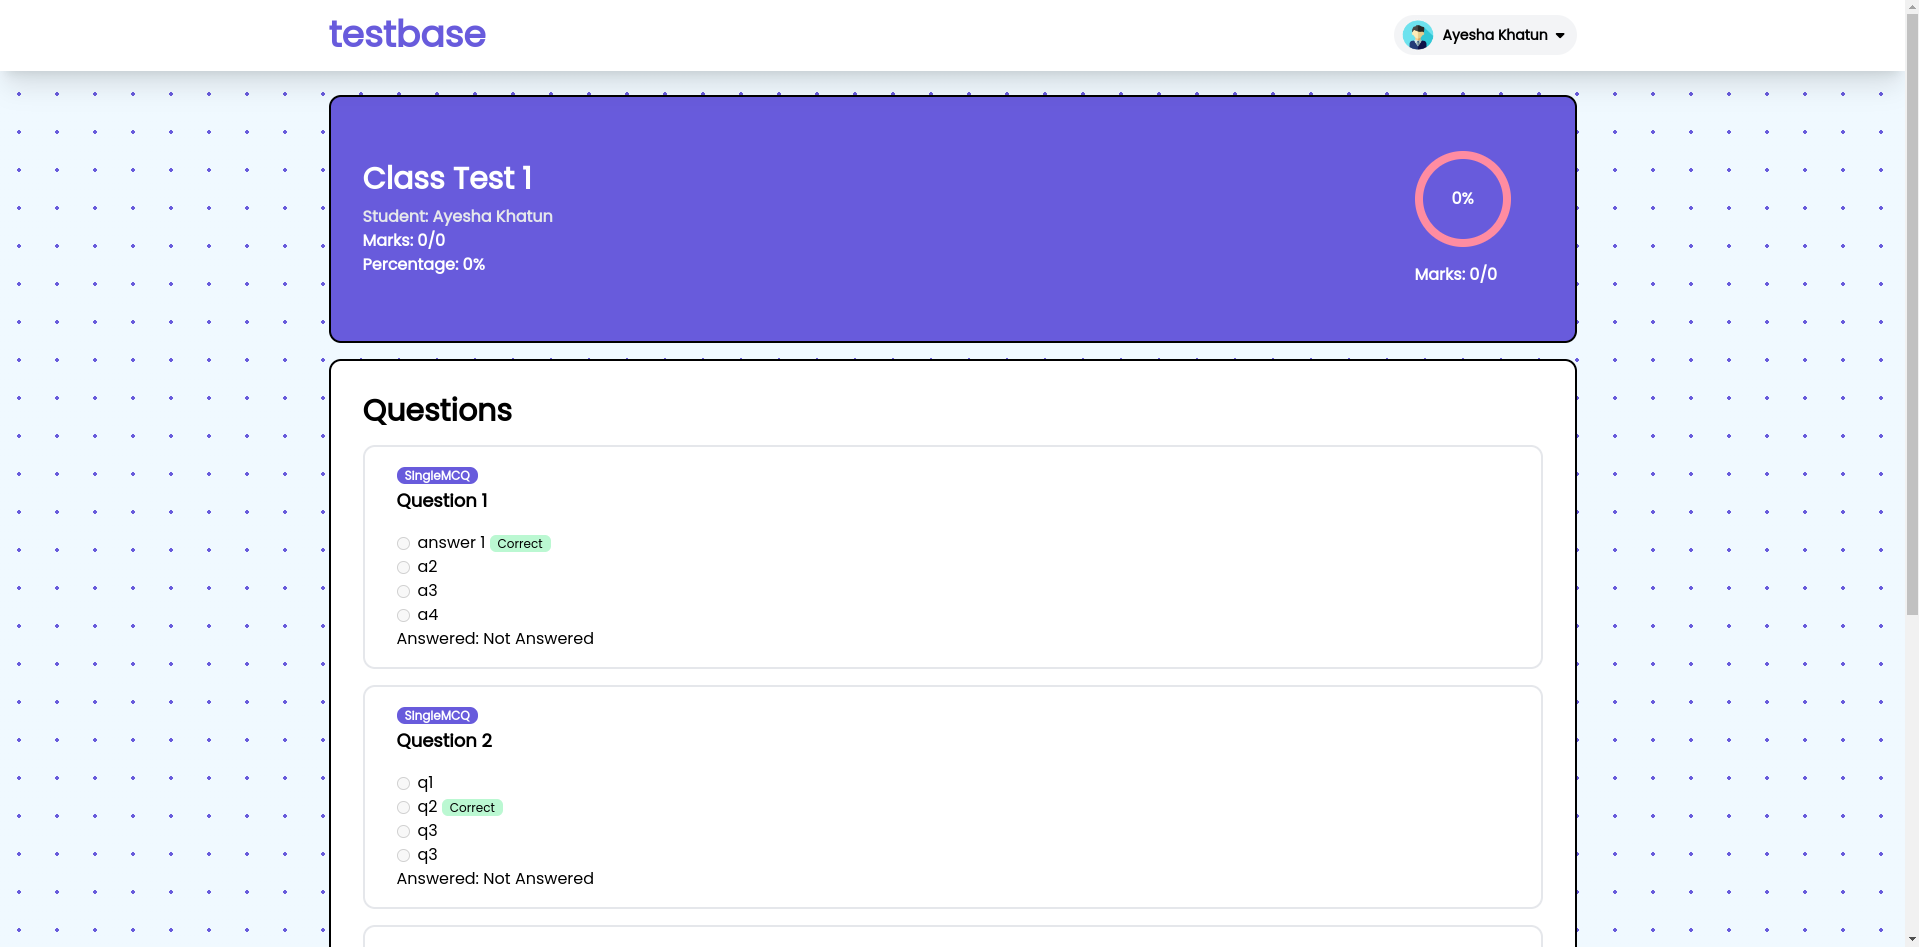 testbase
Ayesha Khatun
Class Test 1
Student: Ayesha Khatun
Marks: 0/0
Percentage: 0%
0%
Marks: 0/0
Questions
SingleMCQ
Question 1
answer 1 Correct
a2
a3
a4
Answered: Not Answered
SingleMCQ
Question 2
q1
q2 Correct
q3
q3
Answered: Not Answered